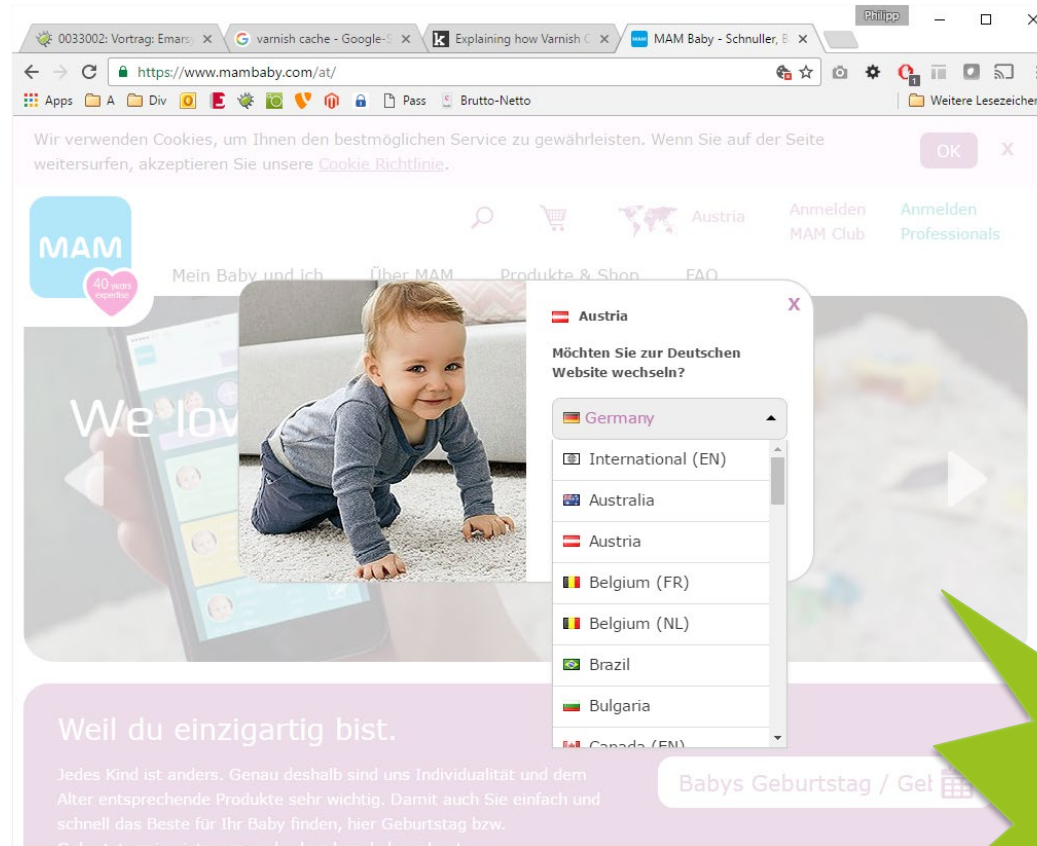 Philipp
0033002: Vortrag: Emarsy
varnish cache - Google-S
Explaining how Varnish C
MAM Baby - Schnuller, B
https://www.mambaby.com/at/
1
Apps A Div Pass Brutto-Netto Weitere Lesezeichen
Wir verwenden Cookies, um Ihnen den bestmöglichen Service zu gewährleisten. Wenn Sie auf der Seite
weitersurfen, akzeptieren Sie unsere Cookie Richtlinie.
OK X
MAM
40 years
expertise
Austria
Anmelden
MAM Club
Anmelden
Professionals
Mein Baby und ich Über MAM Produkte & Shop FAQ
We lov
X
Austria
Möchten Sie zur Deutschen
Website wechseln?
Germany
International (EN)
Australia
Austria
Belgium (FR)
Belgium (NL)
Brazil
Bulgaria
Canada (EN)
Weil du einzigartig bist.
Jedes Kind ist anders. Genau deshalb sind uns Individualität und dem
Alter entsprechende Produkte sehr wichtig. Damit auch Sie einfach und
schnell das Beste für Ihr Baby finden, hier Geburtstag bzw.
Babys Geburtstag / Geb